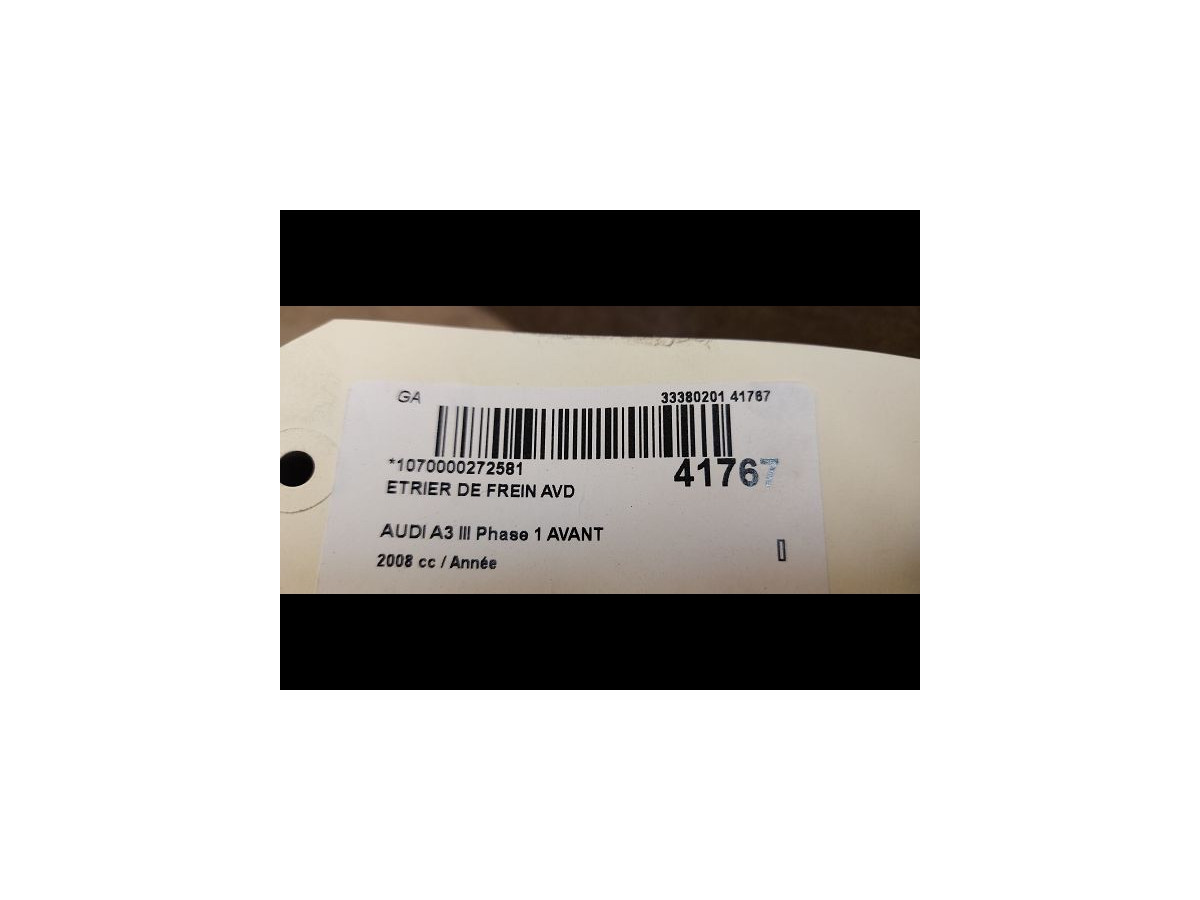 GA 33380201 41767
*1070000272581 41767
ETRIER DE FREIN AVD
AUDI A3 III Phase 1 AVANT
2008 cc / Année